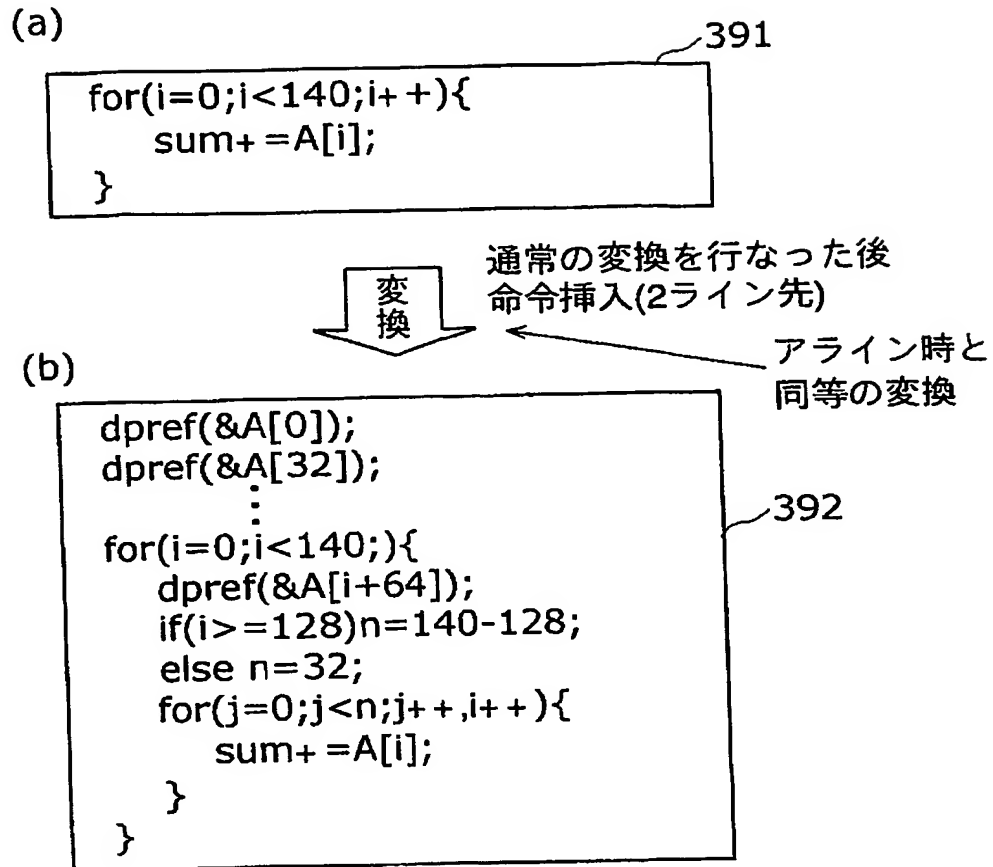 (a)
391
for(i=0;i<140;i++){
sum+=A[i];
}
変換
通常の変換を行なった後
命令挿入(2ライン先)
アライン時と
同等の変換
(b)
392
dpref(&A[0]);
dpref(&A[32]);
⋮
for(i=0;i<140;){
dpref(&A[i+64]);
if(i>=128)n=140-128;
else n=32;
for(j=0;j<n;j++,i++){
sum+=A[i];
}
}